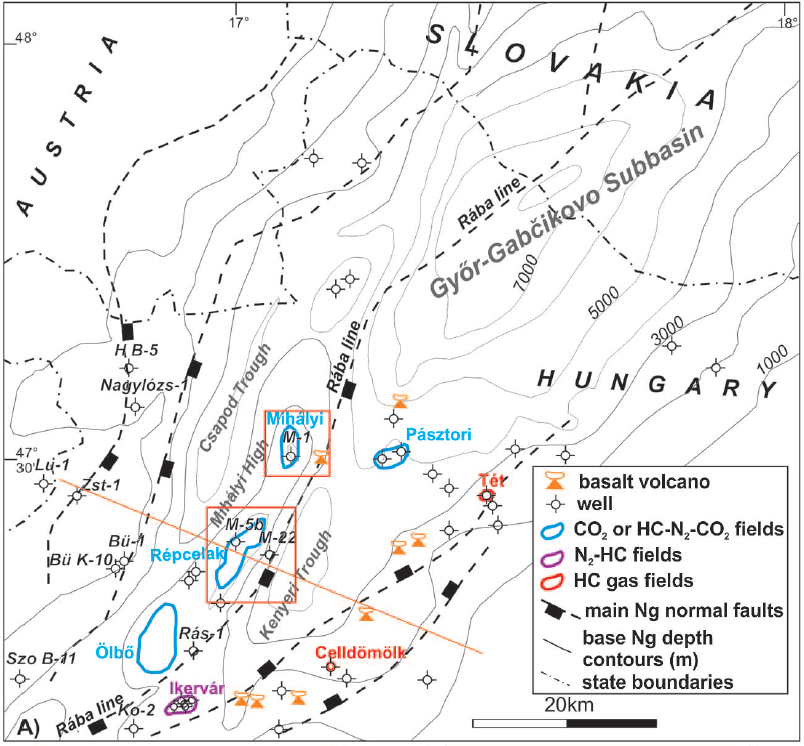 17°
18°
48°
SLOVAKIA
AUSTRIA
Rába line
Győr-Gabčikovo Subbasin
7000
5000
3000
1000
H B-5
Nagylózs-1
Csapod Trough
Rába line
HUNGARY
Mihályi
M-1
Pásztori
47°
30'
Lu-1
Zst-1
Mihályi High
Tét
M-5b
M-22
Bü-1
Bü K-10
Répcelak
Kenyeri Trough
Ölbő
Rás-1
Celldömölk
Szo B-11
Ikervár
Rába line
Ko-2
A)
basalt volcano
well
CO₂ or HC-N₂-CO₂ fields
N₂-HC fields
HC gas fields
main Ng normal faults
base Ng depth
contours (m)
state boundaries
20km